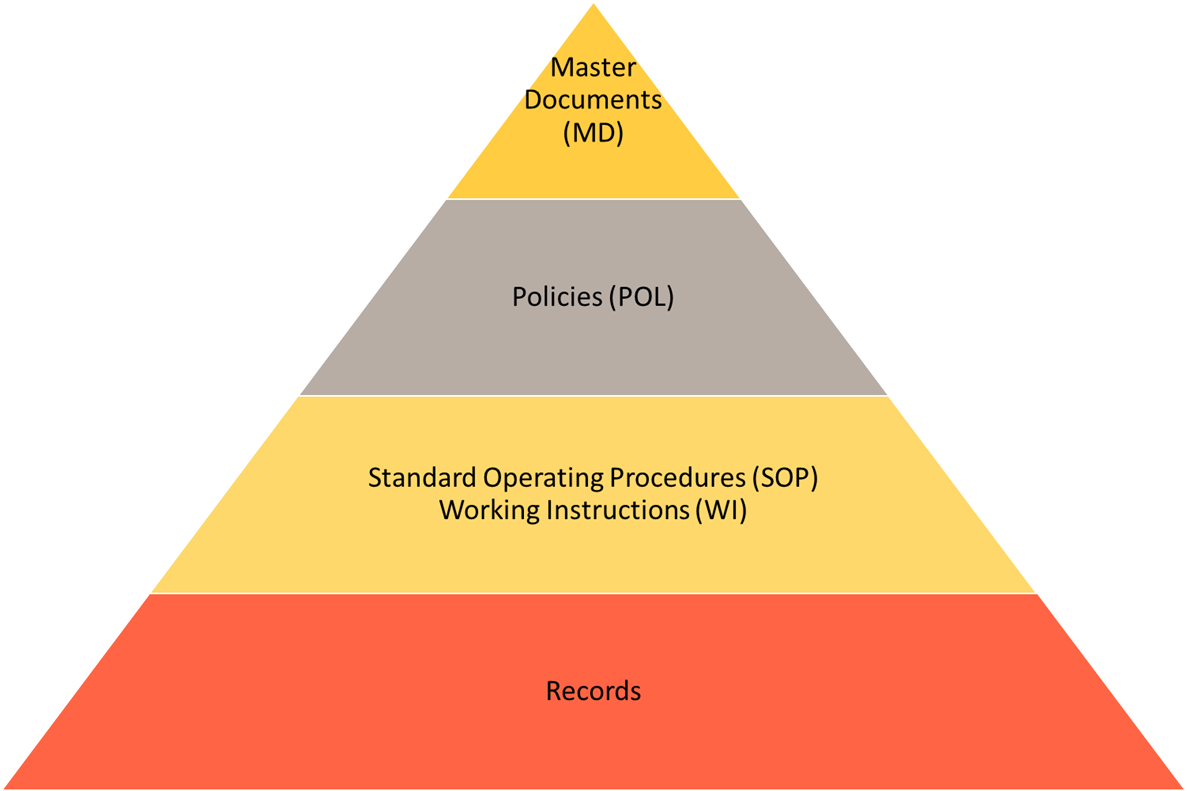 Master
Documents
(MD)
Policies (POL)
Standard Operating Procedures (SOP)
Working Instructions (WI)
Records